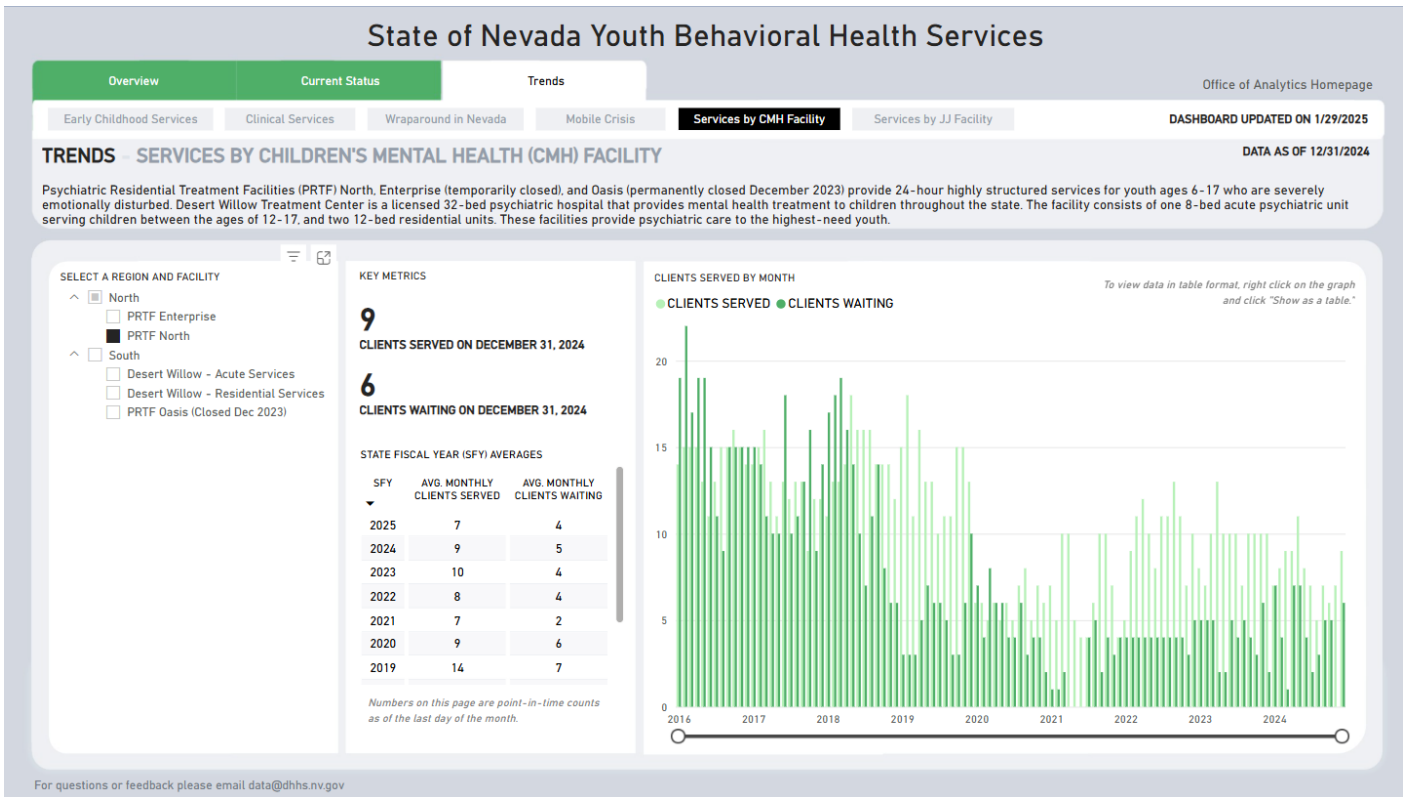 State of Nevada Youth Behavioral Health Services
Overview
Current Status
Trends
Office of Analytics Homepage
Early Childhood Services
Clinical Services
Wraparound in Nevada
Mobile Crisis
Services by CMH Facility
Services by JJ Facility
DASHBOARD UPDATED ON 1/29/2025
TRENDS - SERVICES BY CHILDREN'S MENTAL HEALTH (CMH) FACILITY
DATA AS OF 12/31/2024
Psychiatric Residential Treatment Facilities (PRTF) North, Enterprise (temporarily closed), and Oasis (permanently closed December 2023) provide 24-hour highly structured services for youth ages 6-17 who are severely
emotionally disturbed. Desert Willow Treatment Center is a licensed 32-bed psychiatric hospital that provides mental health treatment to children throughout the state. The facility consists of one 8-bed acute psychiatric unit
serving children between the ages of 12-17, and two 12-bed residential units. These facilities provide psychiatric care to the highest-need youth.
SELECT A REGION AND FACILITY
North
PRTF Enterprise
PRTF North
South
Desert Willow - Acute Services
Desert Willow - Residential Services
PRTF Oasis (Closed Dec 2023)
KEY METRICS
9
CLIENTS SERVED ON DECEMBER 31, 2024
6
CLIENTS WAITING ON DECEMBER 31, 2024
STATE FISCAL YEAR (SFY) AVERAGES
SFY AVG. MONTHLY AVG. MONTHLY
CLIENTS SERVED CLIENTS WAITING
2025 7 4
2024 9 5
2023 10 4
2022 8 4
2021 7 2
2020 9 6
2019 14 7
Numbers on this page are point-in-time counts
as of the last day of the month.
CLIENTS SERVED BY MONTH
To view data in table format, right click on the graph
and click "Show as a table."
CLIENTS SERVED CLIENTS WAITING
20
15
10
5
0
2016 2017 2018 2019 2020 2021 2022 2023 2024
For questions or feedback please email data@dhhs.nv.gov